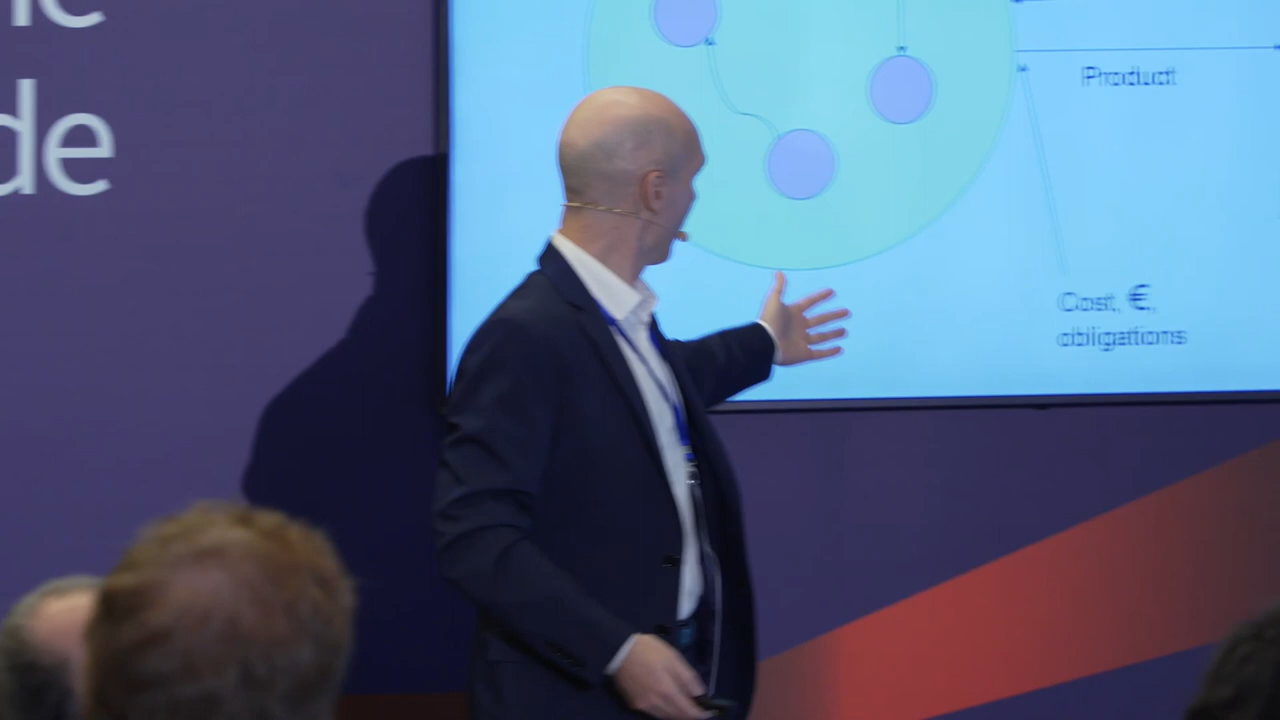 de
Product
Cost, €,
obligations